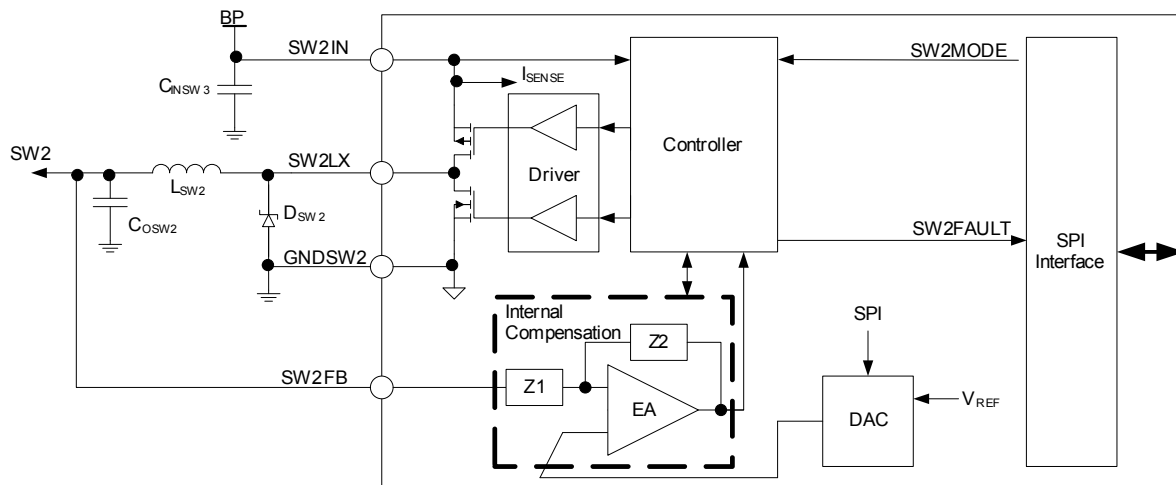 BP
SW2IN
SW2MODE
CINSW3
ISENSE
Controller
SW2
SW2LX
Driver
LSW2
DSW2
COSW2
SW2FAULT
SPI
Interface
GNDSW2
Internal
Compensation
SPI
Z2
SW2FB
Z1
EA
DAC
VREF